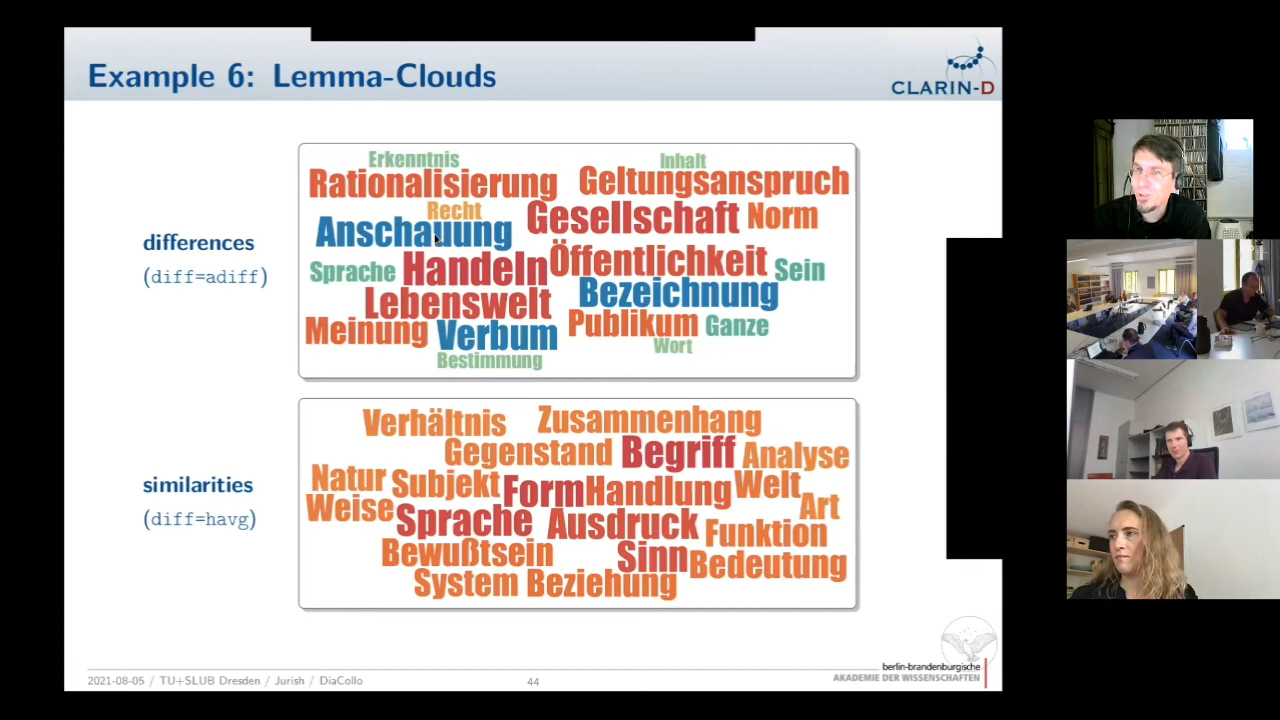 Example 6: Lemma-Clouds
CLARIN-D
differences
(diff=adiff)
Erkenntnis Inhalt
Rationalisierung Geltungsanspruch
Recht
Anschauung Gesellschaft Norm
Sprache Handeln Öffentlichkeit Sein
Lebenswelt Bezeichnung
Meinung Verbum Publikum Ganze
Bestimmung Wort
similarities
(diff=havg)
Verhältnis Zusammenhang
Gegenstand Begriff Analyse
Natur Subjekt Form Handlung Welt Art
Weise Sprache Ausdruck Funktion
Bewußtsein Sinn Bedeutung
System Beziehung
berlin-brandenburgische
AKADEMIE DER WISSENSCHAFTEN
2021-08-05 / TU+SLUB Dresden / Jurish / DiaCollo
44